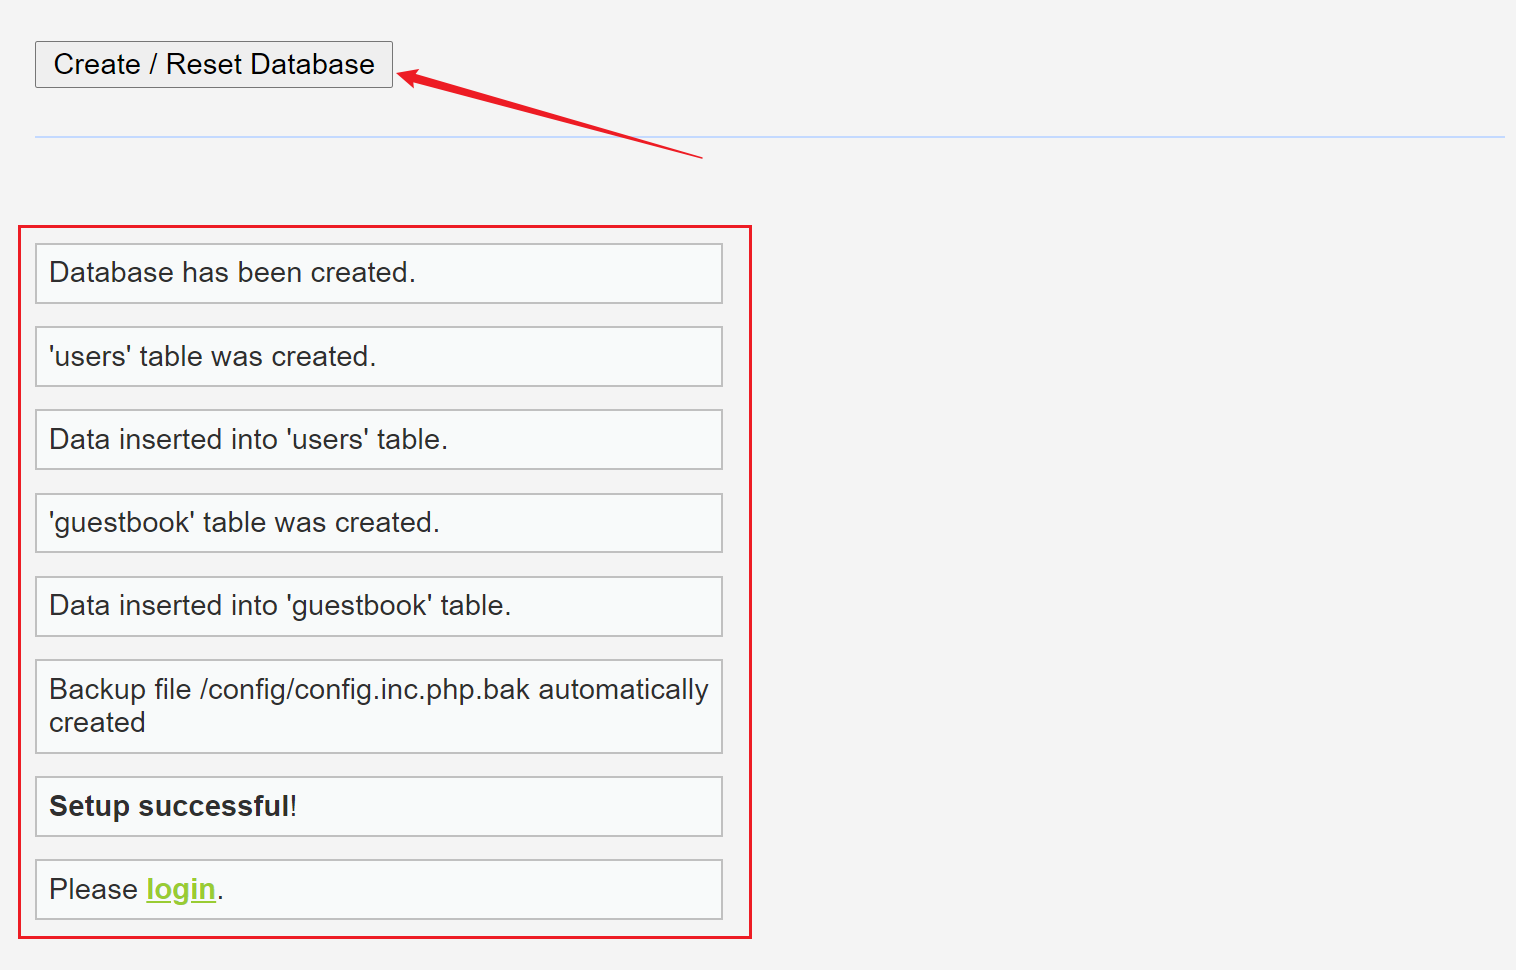 Create / Reset Database
Database has been created.
'users' table was created.
Data inserted into 'users' table.
'guestbook' table was created.
Data inserted into 'guestbook' table.
Backup file /config/config.inc.php.bak automatically
created
Setup successful!
Please login.